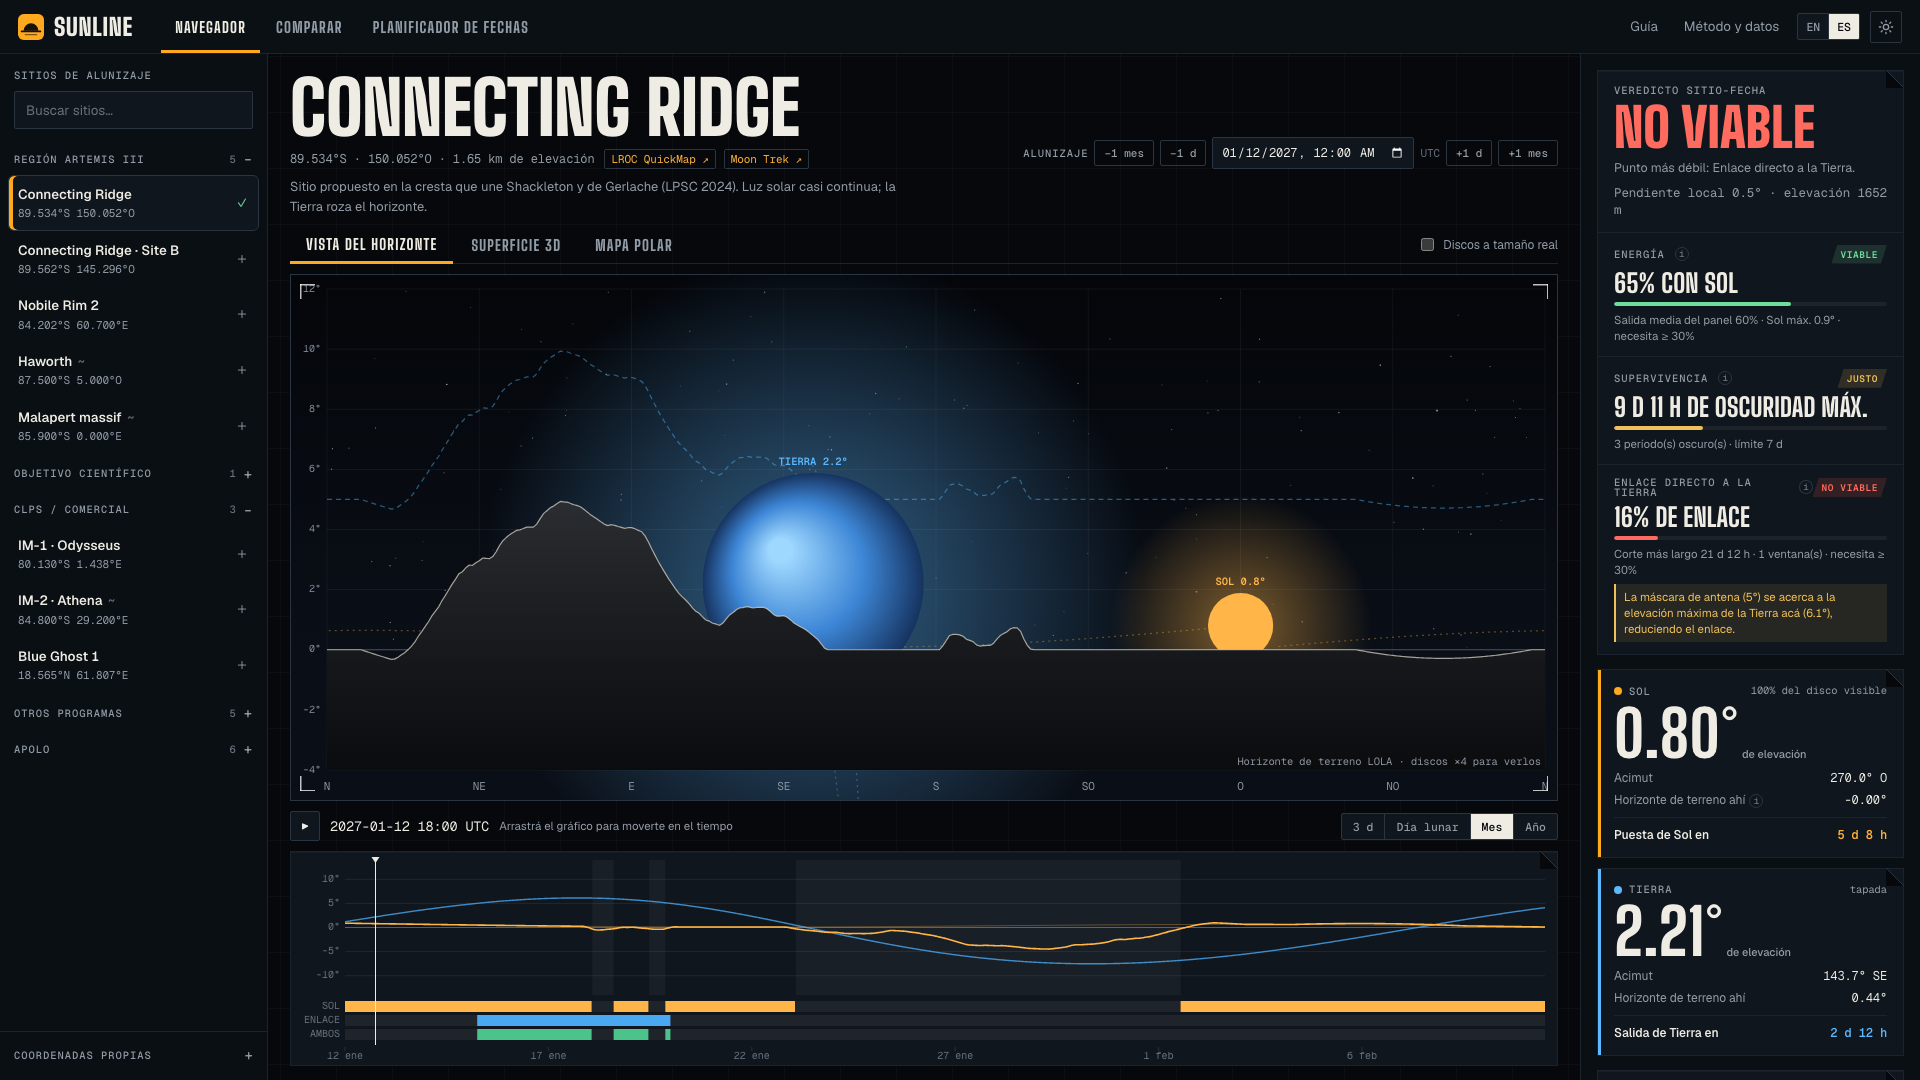 SUNLINE
NAVEGADOR
COMPARAR
PLANIFICADOR DE FECHAS
Guía
Método y datos
EN
ES
SITIOS DE ALUNIZAJE
Buscar sitios…
REGIÓN ARTEMIS III 5 −
Connecting Ridge ✓
89.534°S 150.052°O
Connecting Ridge · Site B +
89.562°S 145.296°O
Nobile Rim 2 +
84.202°S 60.700°E
Haworth ~ +
87.500°S 5.000°O
Malapert massif ~ +
85.900°S 0.000°E
OBJETIVO CIENTÍFICO 1 +
CLPS / COMERCIAL 3 −
IM-1 · Odysseus +
80.130°S 1.438°E
IM-2 · Athena ~ +
84.800°S 29.200°E
Blue Ghost 1 +
18.565°N 61.807°E
OTROS PROGRAMAS 5 +
APOLO 6 +
COORDENADAS PROPIAS +
CONNECTING RIDGE
89.534°S · 150.052°O · 1.65 km de elevación LROC QuickMap ↗ Moon Trek ↗
Sitio propuesto en la cresta que une Shackleton y de Gerlache (LPSC 2024). Luz solar casi continua; la
Tierra roza el horizonte.
ALUNIZAJE −1 mes −1 d 01/12/2027, 12:00 AM UTC +1 d +1 mes
VISTA DEL HORIZONTE
SUPERFICIE 3D
MAPA POLAR
Discos a tamaño real
12°
10°
8°
6°
4°
2°
0°
−2°
−4°
TIERRA 2.2°
SOL 0.8°
Horizonte de terreno LOLA · discos ×4 para verlos
N NE E SE S SO O NO N
2027-01-12 18:00 UTC Arrastrá el gráfico para moverte en el tiempo
3 d Día lunar Mes Año
10°
5°
0°
−5°
−10°
SOL
ENLACE
AMBOS
12 ene 17 ene 22 ene 27 ene 1 feb 6 feb
VEREDICTO SITIO-FECHA
NO VIABLE
Punto más débil: Enlace directo a la Tierra.
Pendiente local 0.5° · elevación 1652
m
ENERGÍA i VIABLE
65% CON SOL
Salida media del panel 60% · Sol máx. 0.9° ·
necesita ≥ 30%
SUPERVIVENCIA i JUSTO
9 D 11 H DE OSCURIDAD MÁX.
3 período(s) oscuro(s) · límite 7 d
ENLACE DIRECTO A LA
TIERRA i NO VIABLE
16% DE ENLACE
Corte más largo 21 d 12 h · 1 ventana(s) · necesita ≥
30%
La máscara de antena (5°) se acerca a la
elevación máxima de la Tierra acá (6.1°),
reduciendo el enlace.
SOL 100% del disco visible
0.80° de elevación
Acimut 270.0° O
Horizonte de terreno ahí i −0.00°
Puesta de Sol en 5 d 8 h
TIERRA tapada
2.21° de elevación
Acimut 143.7° SE
Horizonte de terreno ahí 0.44°
Salida de Tierra en 2 d 12 h